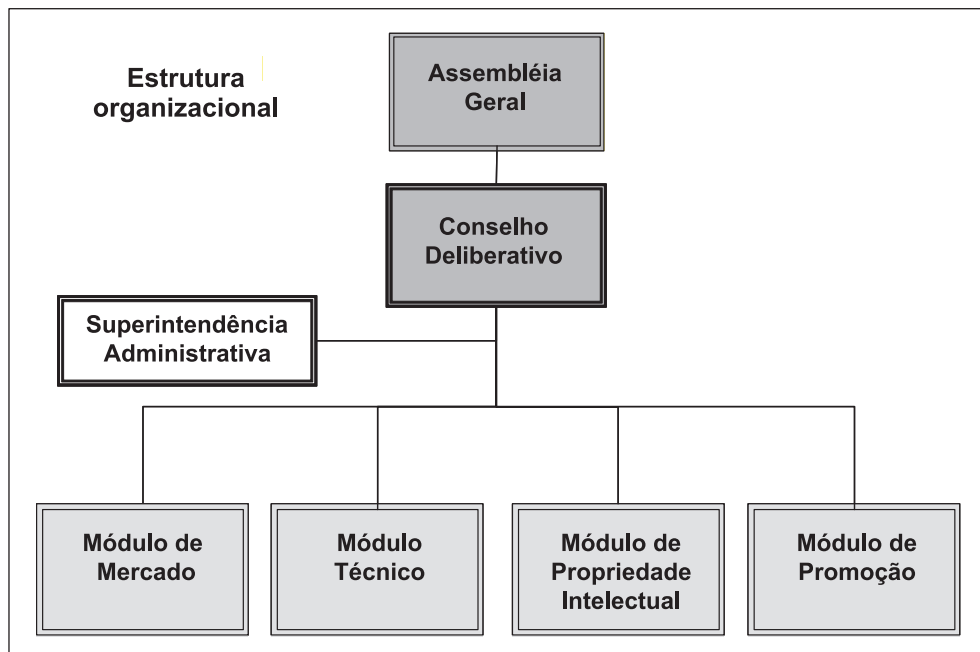 Estrutura
organizacional
Assembléia
Geral
Conselho
Deliberativo
Superintendência
Administrativa
Módulo de
Mercado
Módulo
Técnico
Módulo de
Propriedade
Intelectual
Módulo de
Promoção